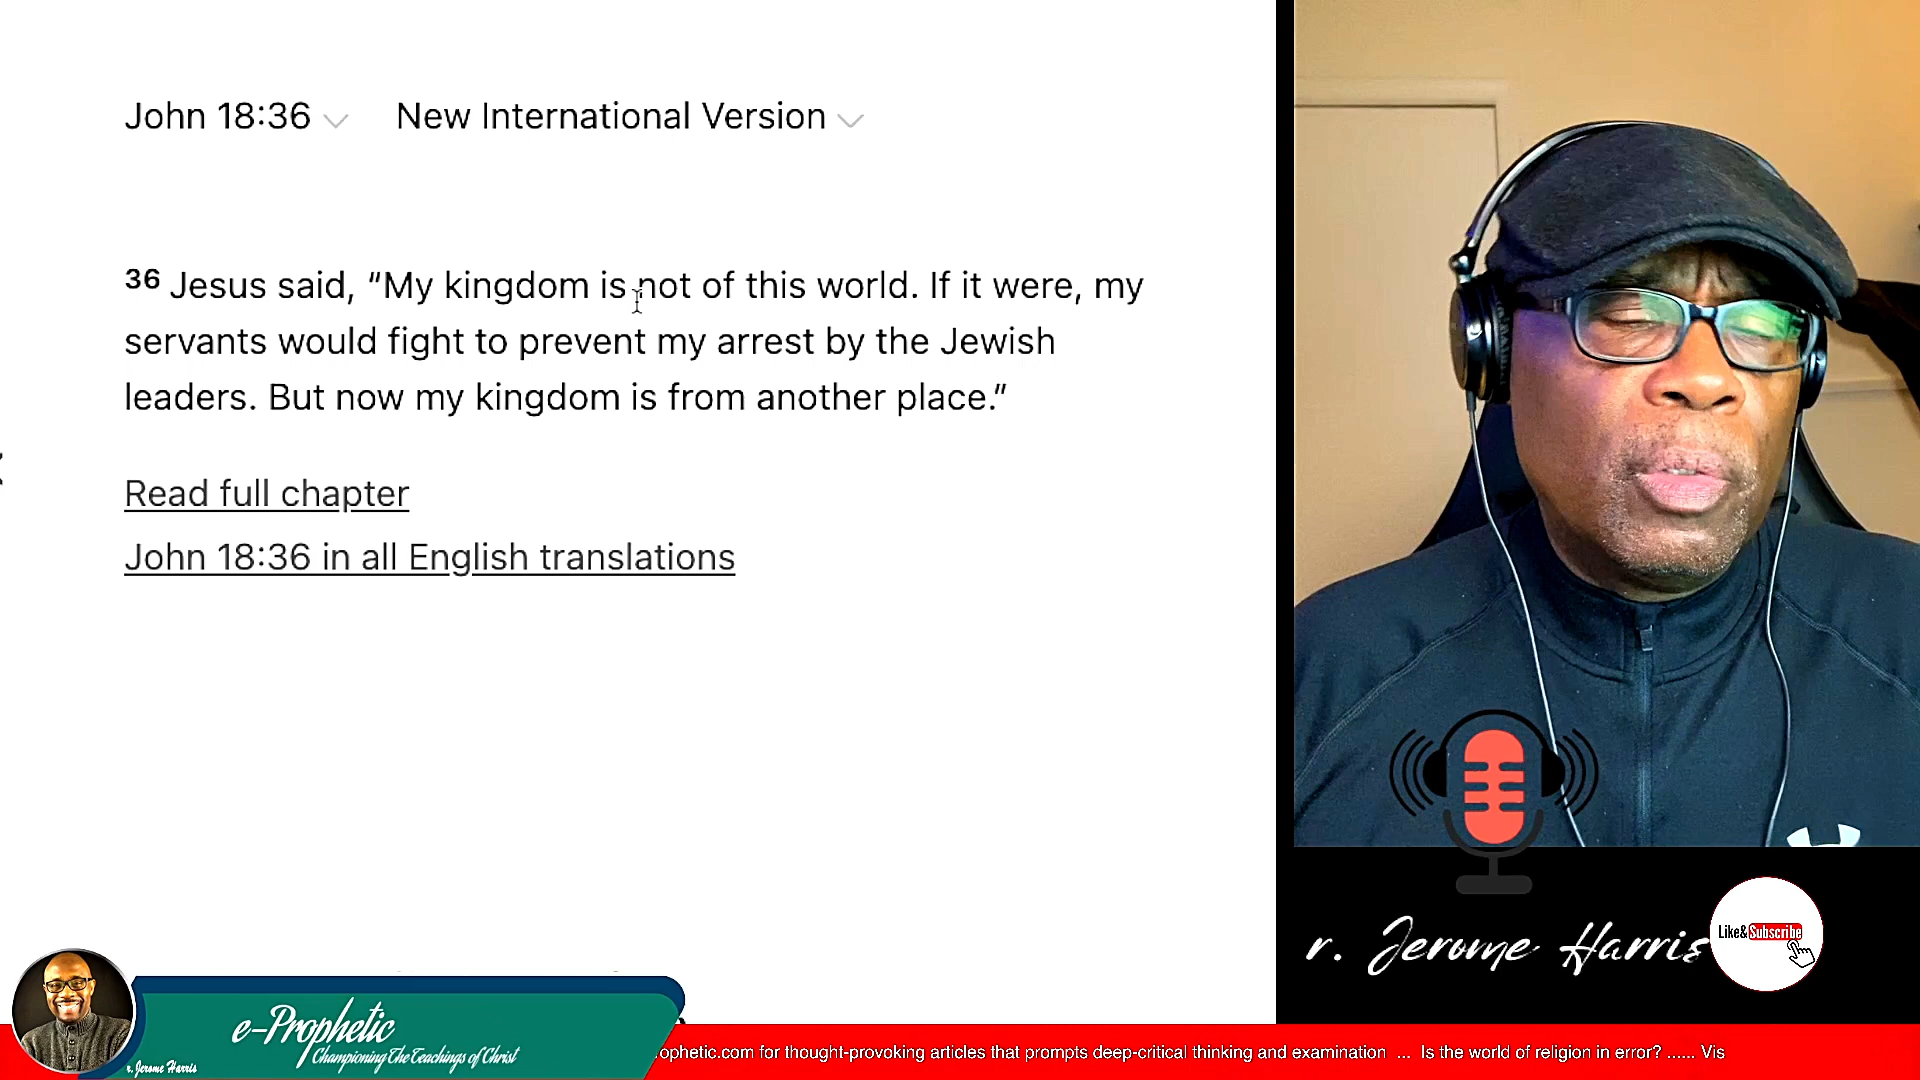 John 18:36 New International Version
36 Jesus said, “My kingdom is not of this world. If it were, my
servants would fight to prevent my arrest by the Jewish
leaders. But now my kingdom is from another place.”
Read full chapter
John 18:36 in all English translations
r. Jerome Harris
Like& Subscribe
e-Prophetic
Championing The Teachings of Christ
r. Jerome Harris
ophetic.com for thought-provoking articles that prompts deep-critical thinking and examination ... Is the world of religion in error? ...... Vis